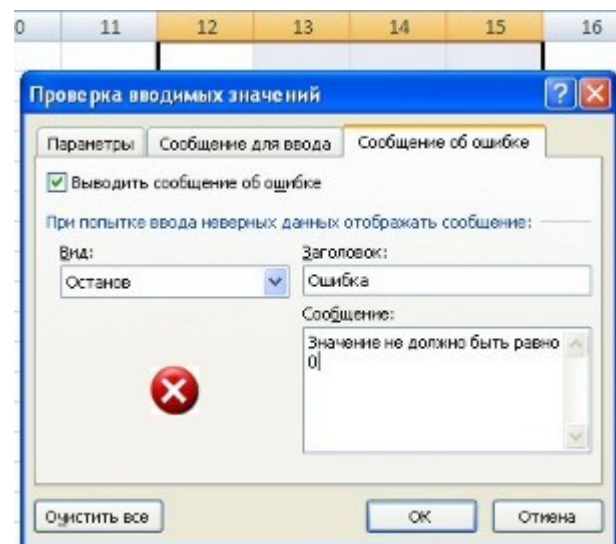 0 11 12 13 14 15 16
Проверка вводимых значений
Параметры Сообщение для ввода Сообщение об ошибке
Выводить сообщение об ошибке
При попытке ввода неверных данных отображать сообщение:
Вид: Заголовок:
Останов Ошибка
Сообщение:
Значение не должно быть равно
0
Очистить все ОК Отмена